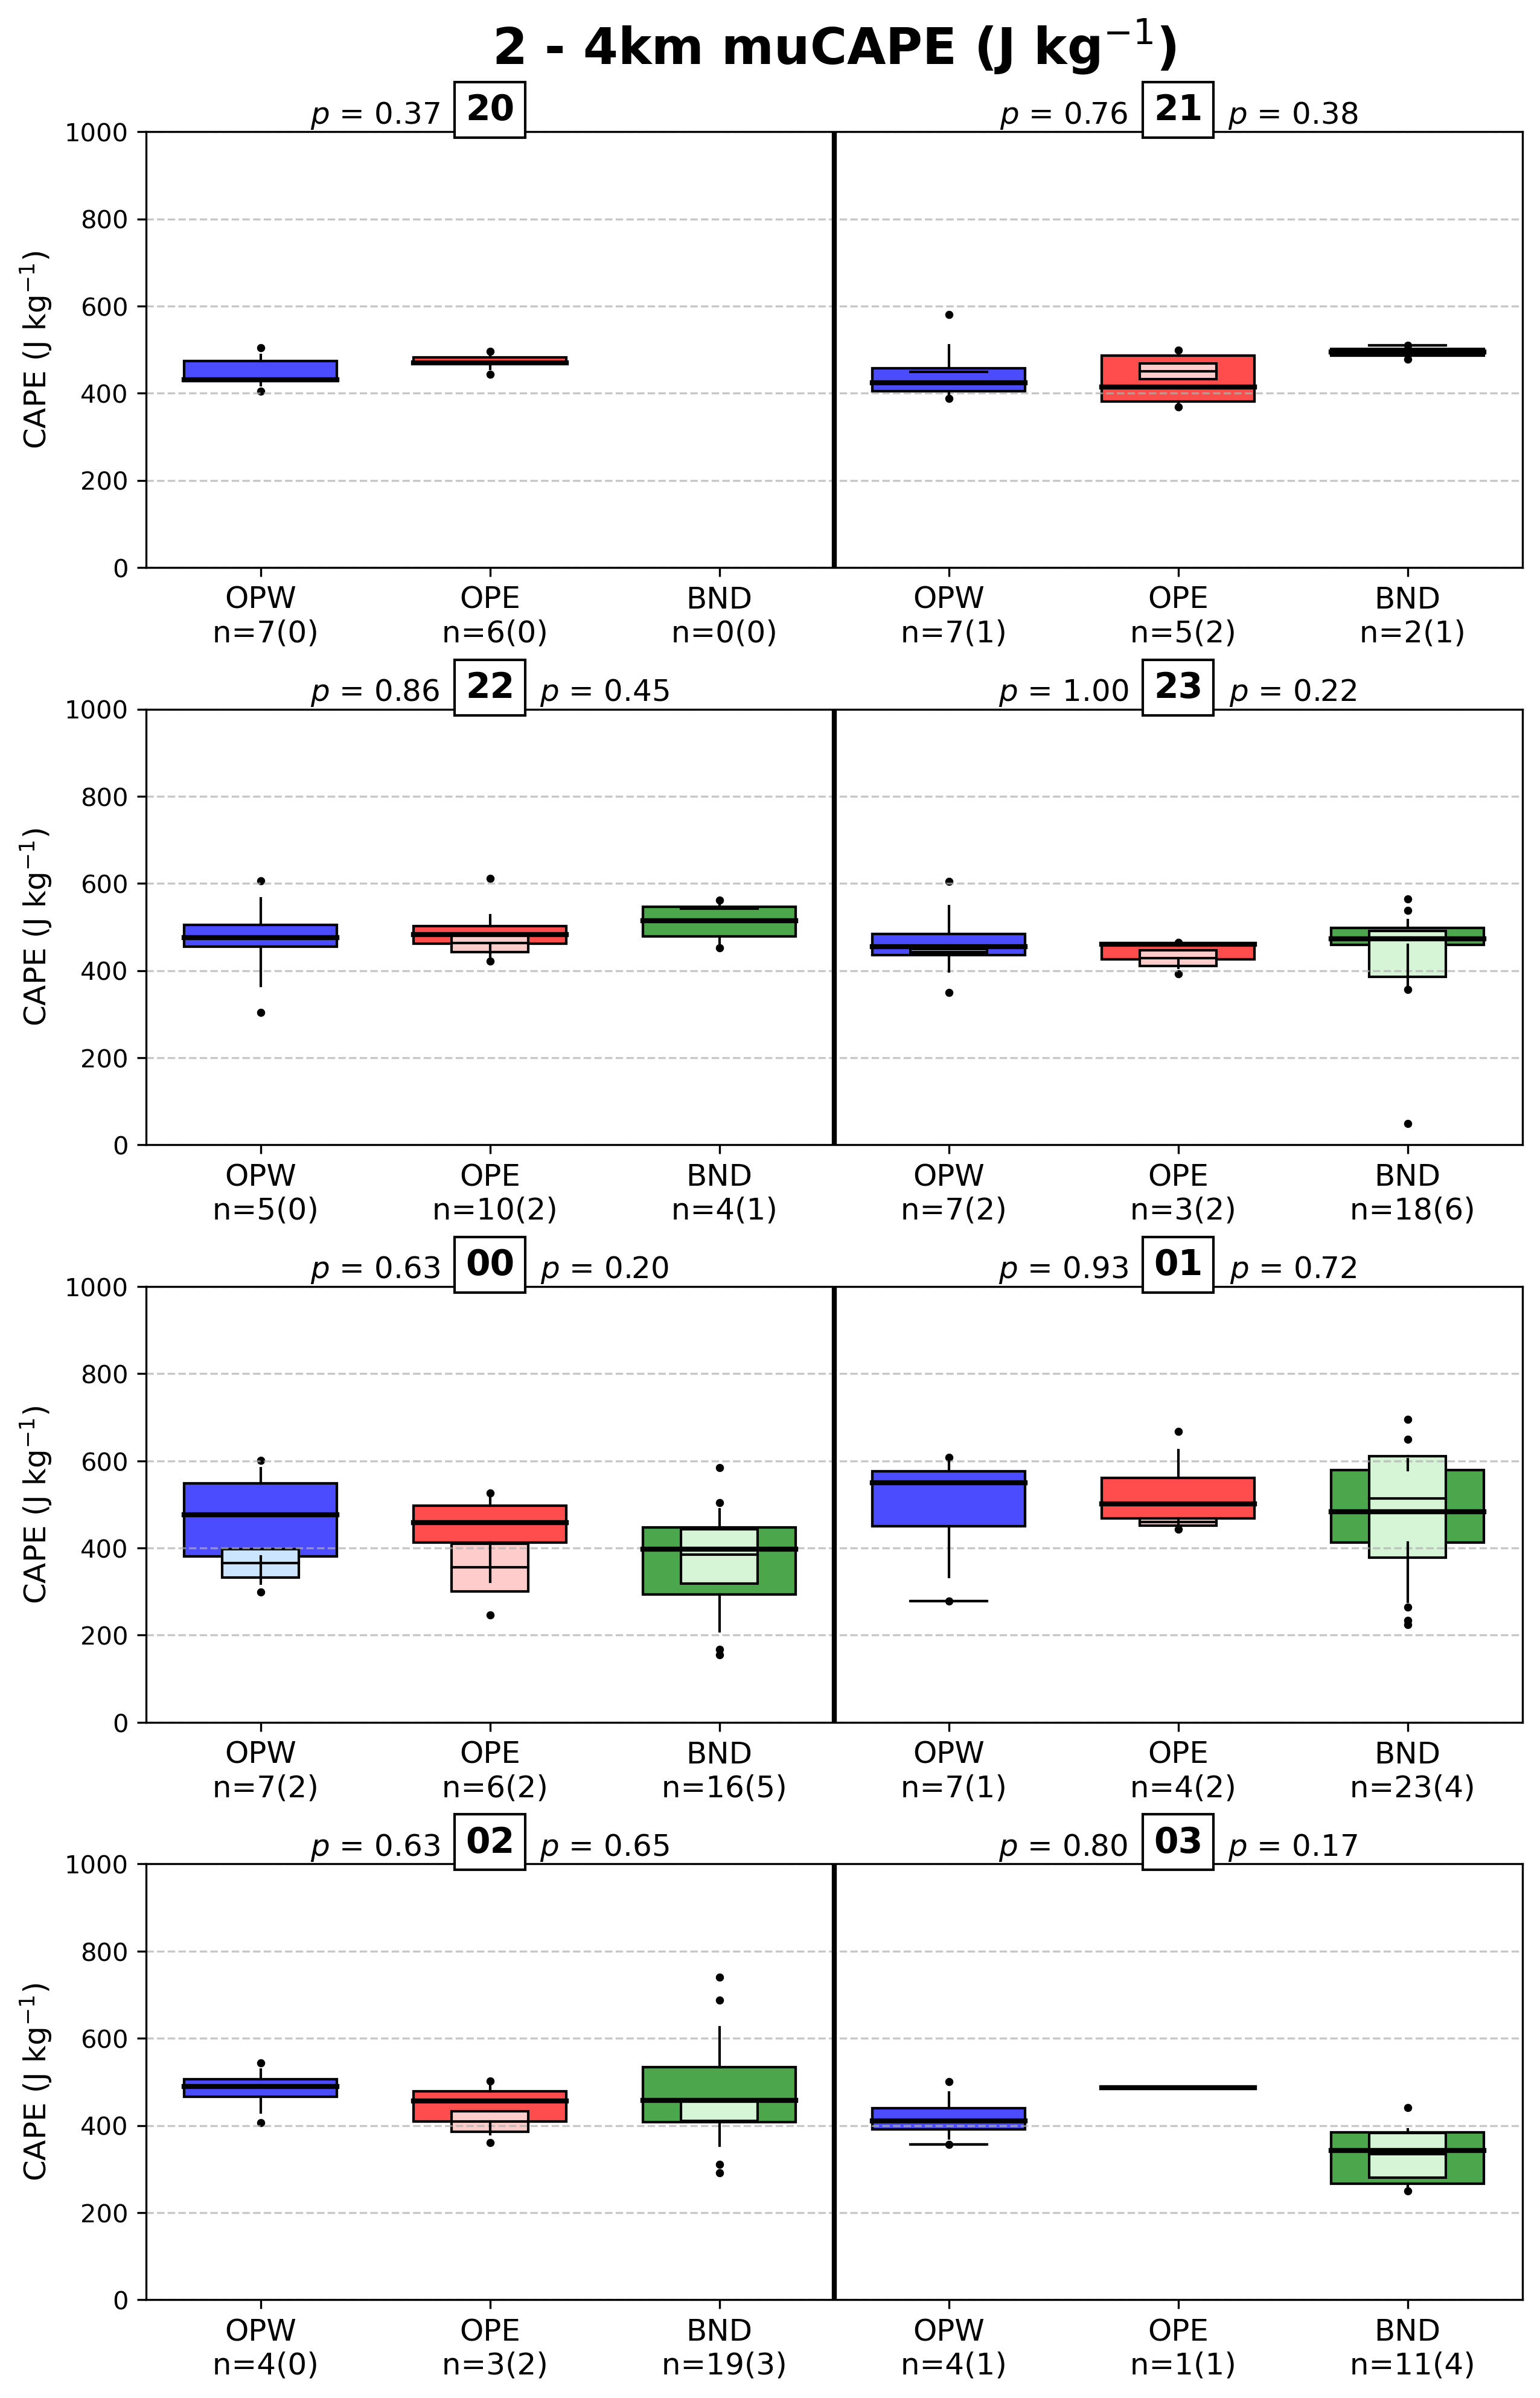 2 - 4km muCAPE (J kg⁻¹)
p = 0.37 20
p = 0.76 21 p = 0.38
1000
800
600
400
200
0
CAPE (J kg⁻¹)
OPW OPE BND OPW OPE BND
n=7(0) n=6(0) n=0(0) n=7(1) n=5(2) n=2(1)
p = 0.86 22 p = 0.45
p = 1.00 23 p = 0.22
1000
800
600
400
200
0
CAPE (J kg⁻¹)
OPW OPE BND OPW OPE BND
n=5(0) n=10(2) n=4(1) n=7(2) n=3(2) n=18(6)
p = 0.63 00 p = 0.20
p = 0.93 01 p = 0.72
1000
800
600
400
200
0
CAPE (J kg⁻¹)
OPW OPE BND OPW OPE BND
n=7(2) n=6(2) n=16(5) n=7(1) n=4(2) n=23(4)
p = 0.63 02 p = 0.65
p = 0.80 03 p = 0.17
1000
800
600
400
200
0
CAPE (J kg⁻¹)
OPW OPE BND OPW OPE BND
n=4(0) n=3(2) n=19(3) n=4(1) n=1(1) n=11(4)